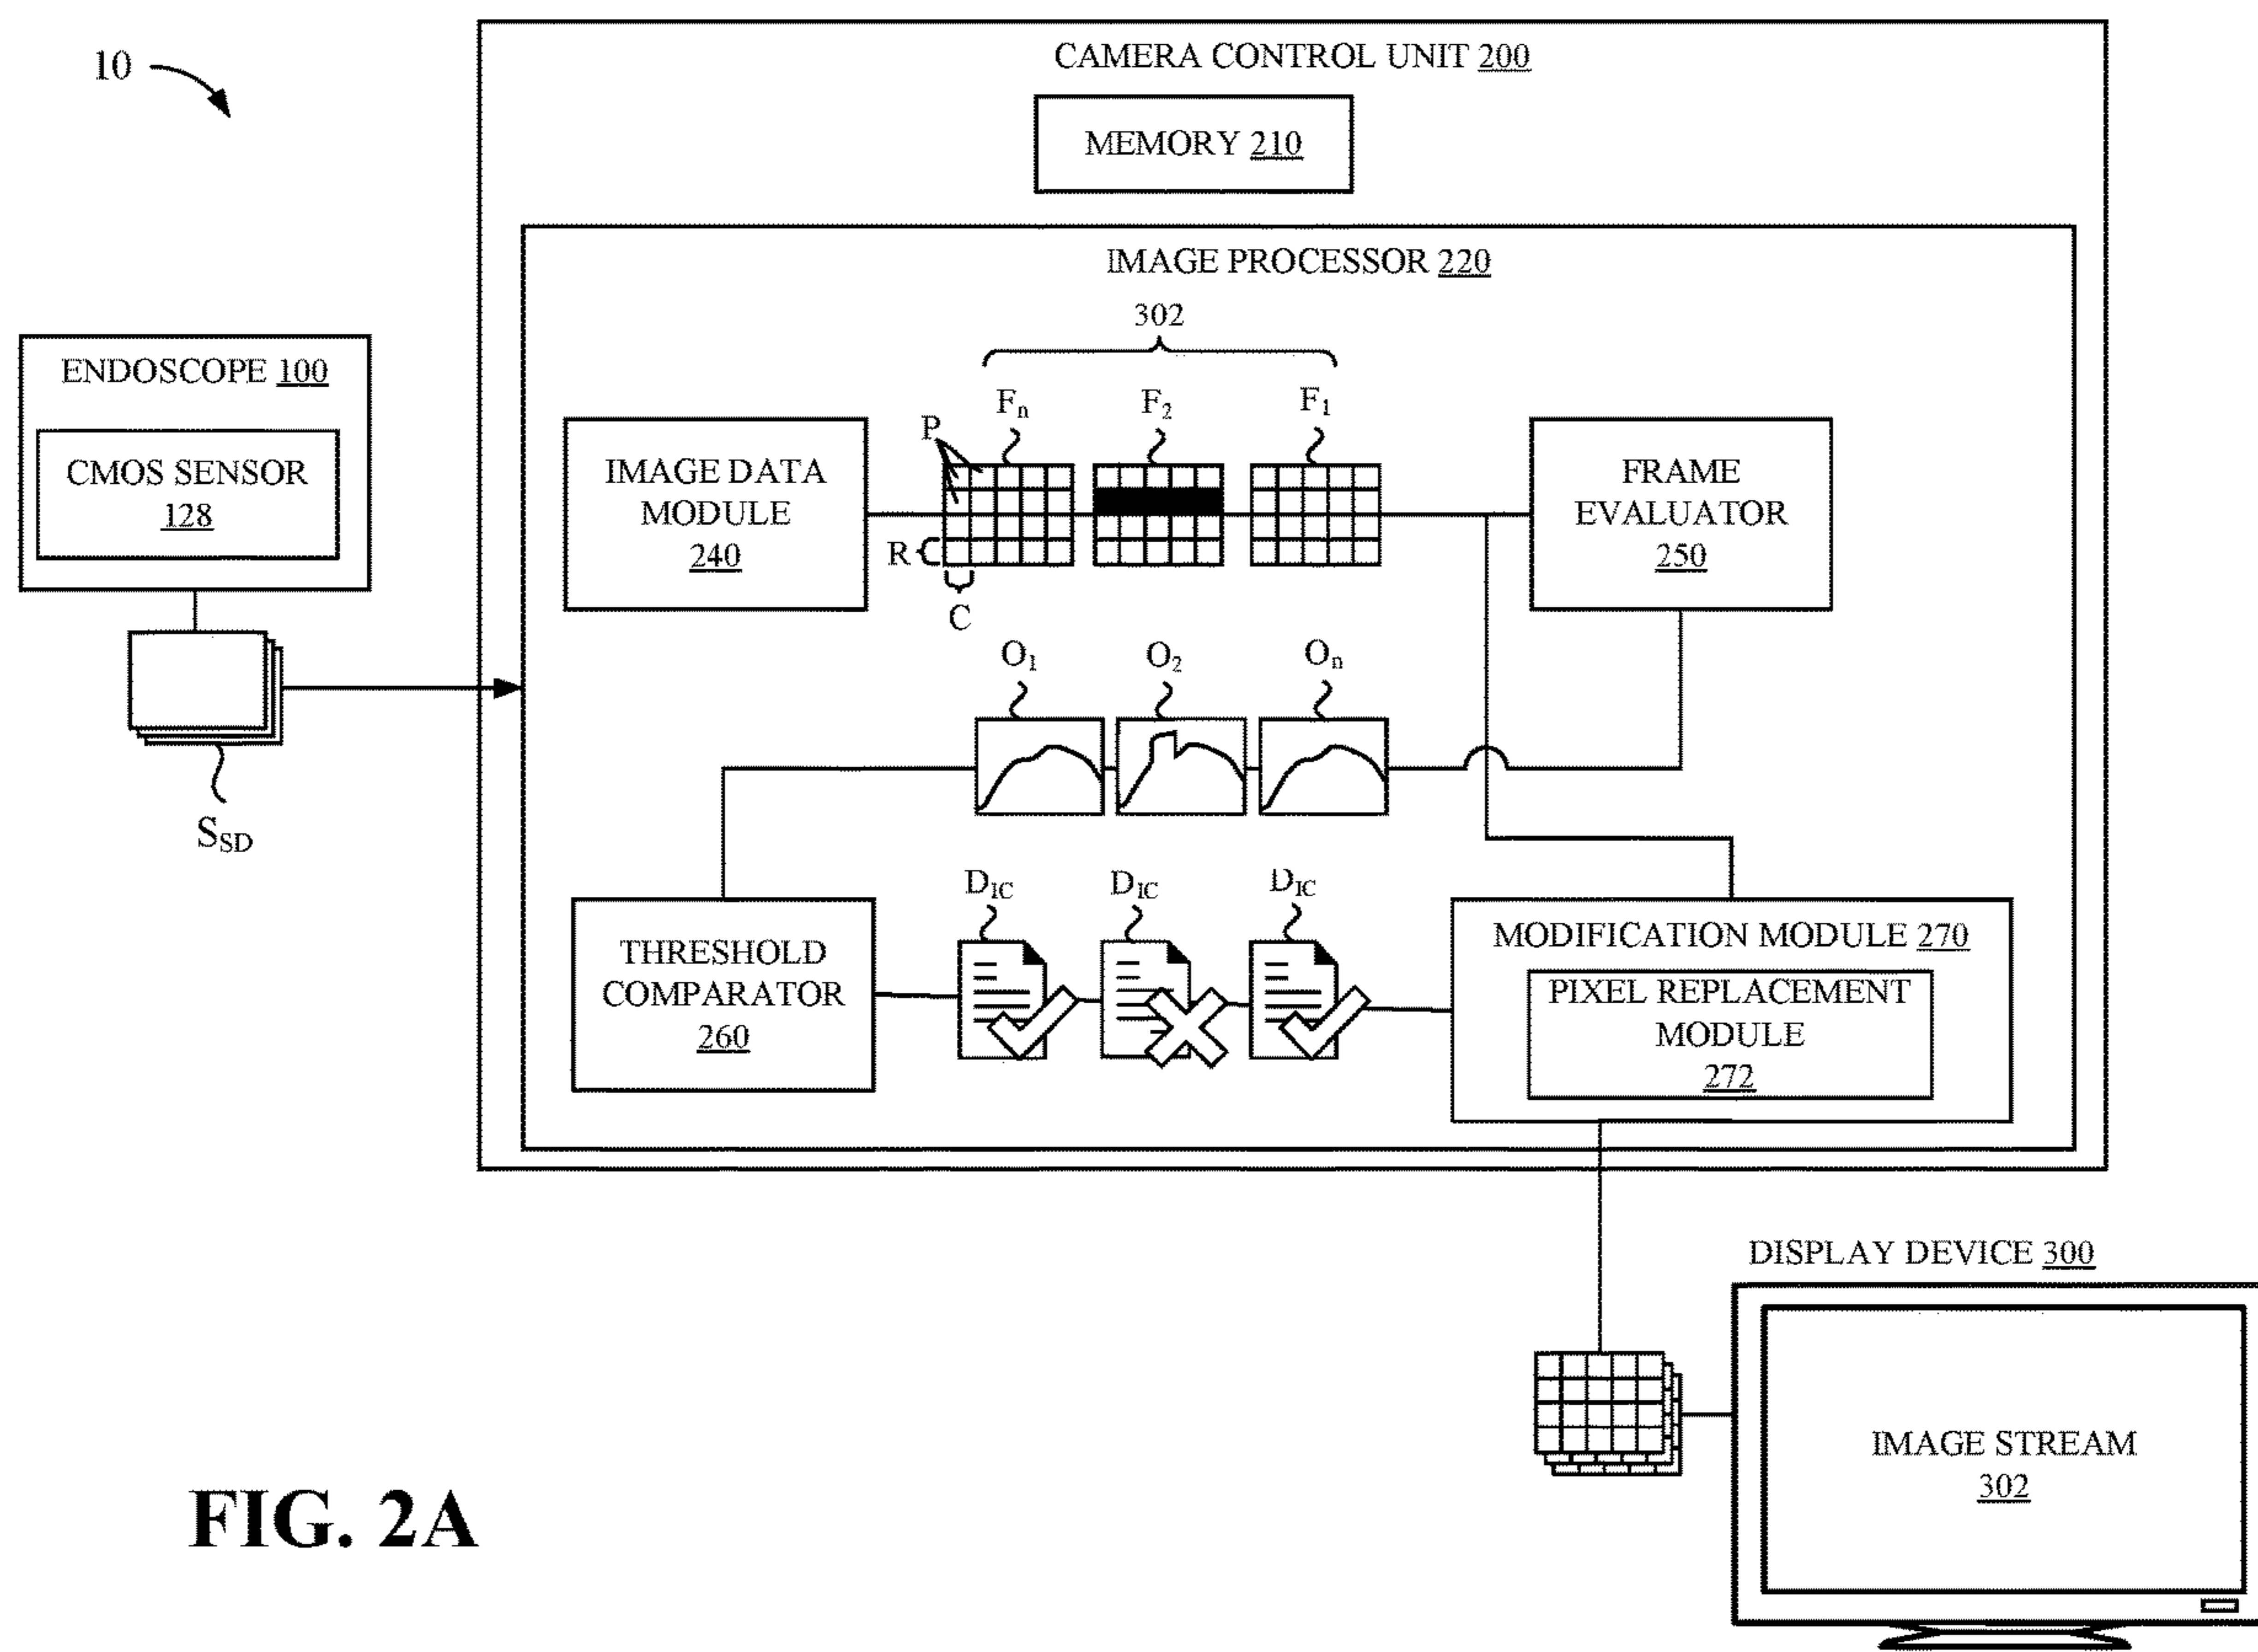 10
CAMERA CONTROL UNIT 200
MEMORY 210
IMAGE PROCESSOR 220
302
ENDOSCOPE 100
CMOS SENSOR
128
Fn
F2
F1
P
IMAGE DATA
MODULE
240
R
C
FRAME
EVALUATOR
250
O1
O2
On
SSD
DIC
DIC
DIC
THRESHOLD
COMPARATOR
260
MODIFICATION MODULE 270
PIXEL REPLACEMENT
MODULE
272
DISPLAY DEVICE 300
IMAGE STREAM
302
FIG. 2A